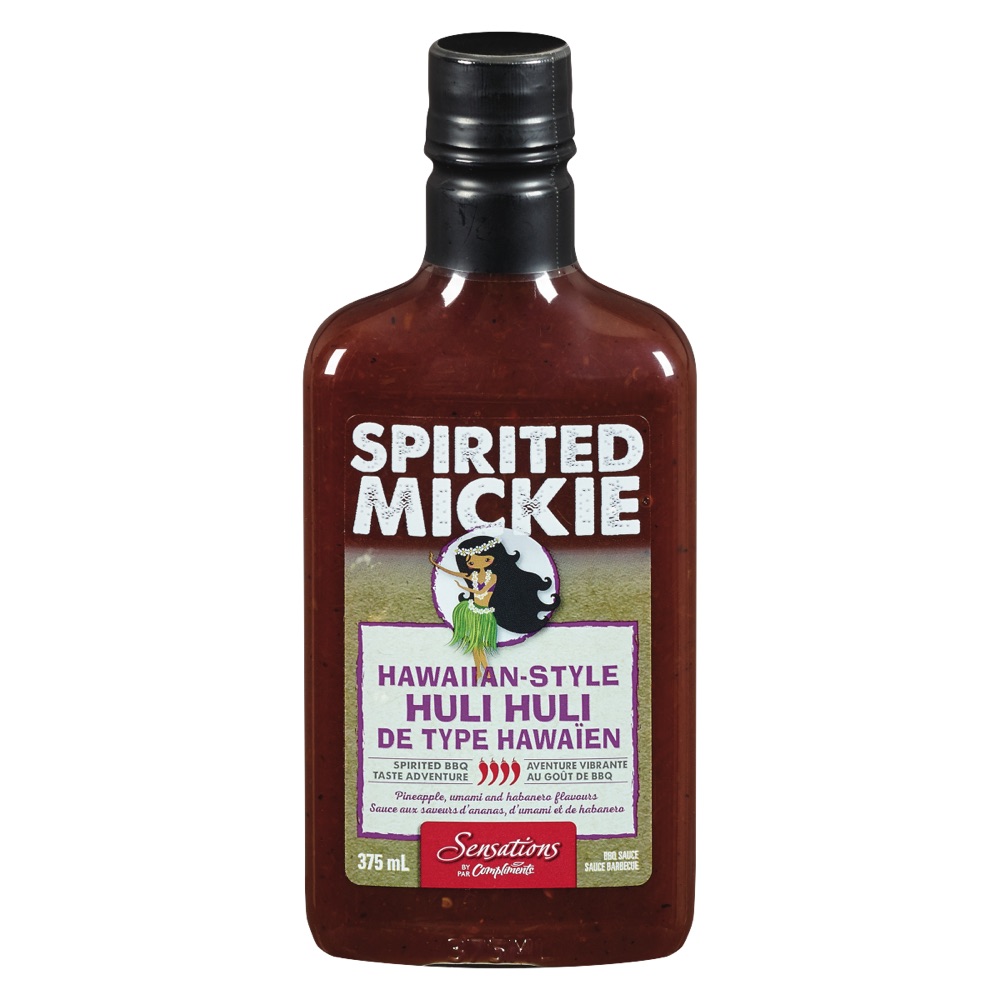 SPIRITED
MICKIE
HAWAIIAN-STYLE
HULI HULI
DE TYPE HAWAÏEN
SPIRITED BBQ
TASTE ADVENTURE
AVENTURE VIBRANTE
AU GOÛT DE BBQ
Pineapple, umami and habanero flavours
Sauce aux saveurs d'ananas, d'umami et de habanero
375 mL
Sensations
BY
PAR Compliments
BBQ SAUCE
SAUCE BARBECUE
375ML